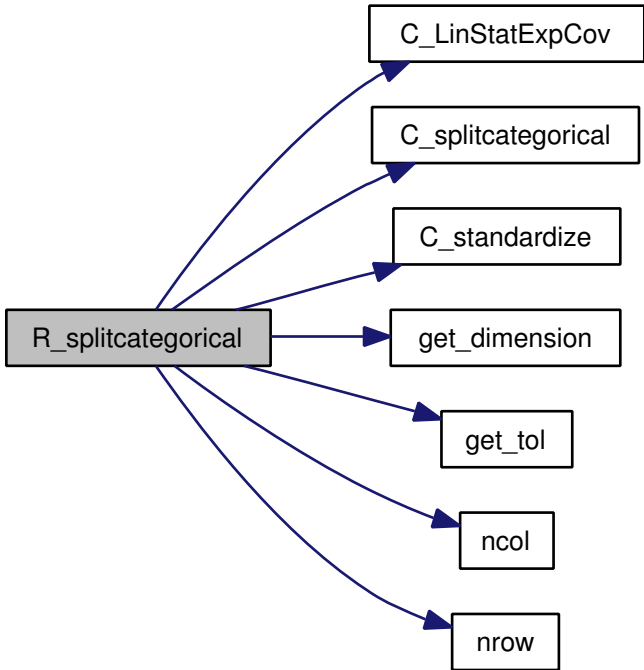 C_LinStatExpCov
C_splitcategorical
C_standardize
R_splitcategorical
get_dimension
get_tol
ncol
nrow